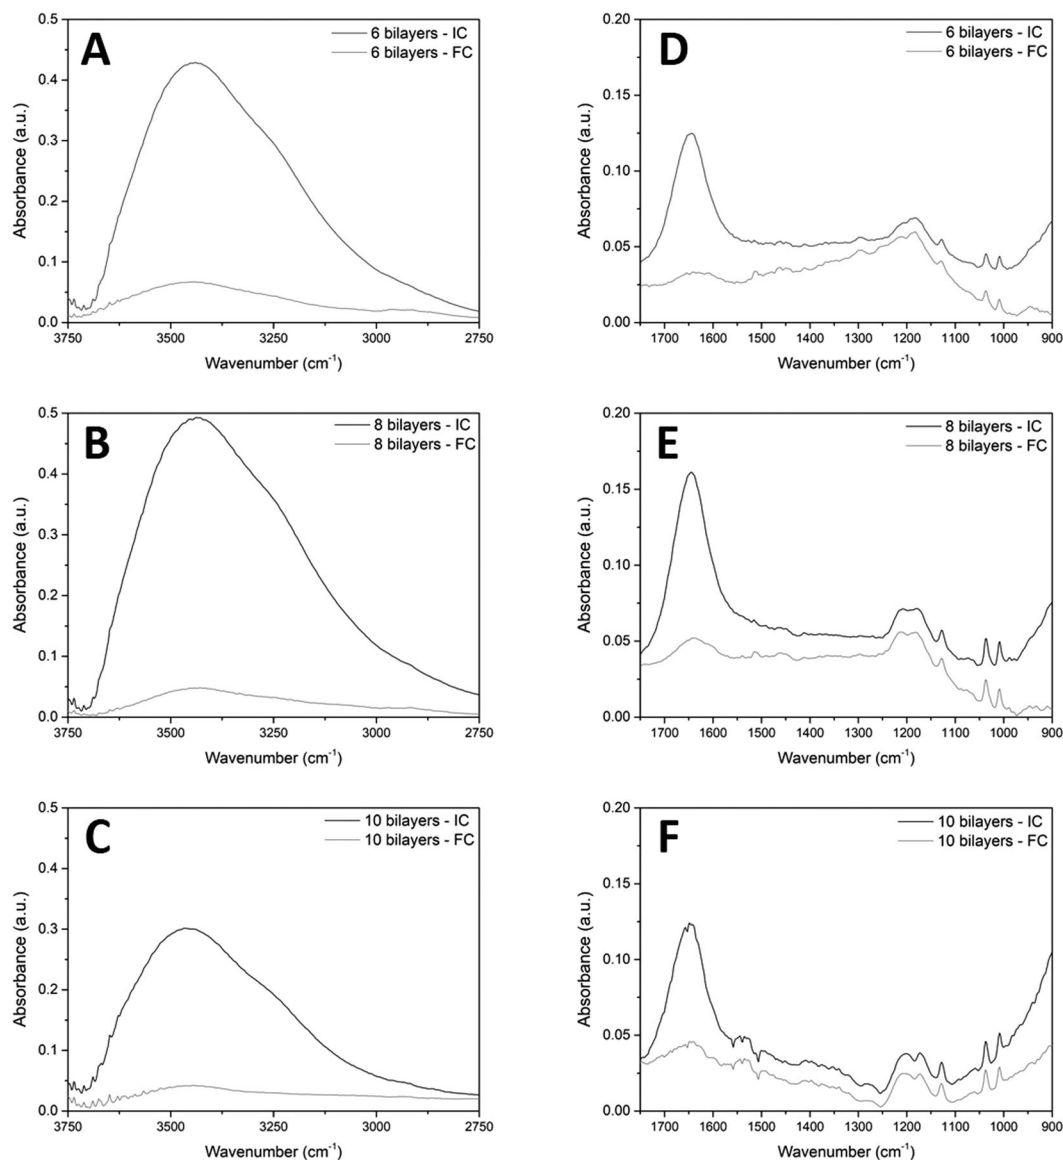 A
6 bilayers - IC
6 bilayers - FC
Absorbance (a.u.)
0.5
0.4
0.3
0.2
0.1
0.0
3750 3500 3250 3000 2750
Wavenumber (cm⁻¹)
D
6 bilayers - IC
6 bilayers - FC
Absorbance (a.u.)
0.20
0.15
0.10
0.05
0.00
1700 1600 1500 1400 1300 1200 1100 1000 900
Wavenumber (cm⁻¹)
B
8 bilayers - IC
8 bilayers - FC
Absorbance (a.u.)
0.5
0.4
0.3
0.2
0.1
0.0
3750 3500 3250 3000 2750
Wavenumber (cm⁻¹)
E
8 bilayers - IC
8 bilayers - FC
Absorbance (a.u.)
0.20
0.15
0.10
0.05
0.00
1700 1600 1500 1400 1300 1200 1100 1000 900
Wavenumber (cm⁻¹)
C
10 bilayers - IC
10 bilayers - FC
Absorbance (a.u.)
0.5
0.4
0.3
0.2
0.1
0.0
3750 3500 3250 3000 2750
Wavenumber (cm⁻¹)
F
10 bilayers - IC
10 bilayers - FC
Absorbance (a.u.)
0.20
0.15
0.10
0.05
0.00
1700 1600 1500 1400 1300 1200 1100 1000 900
Wavenumber (cm⁻¹)